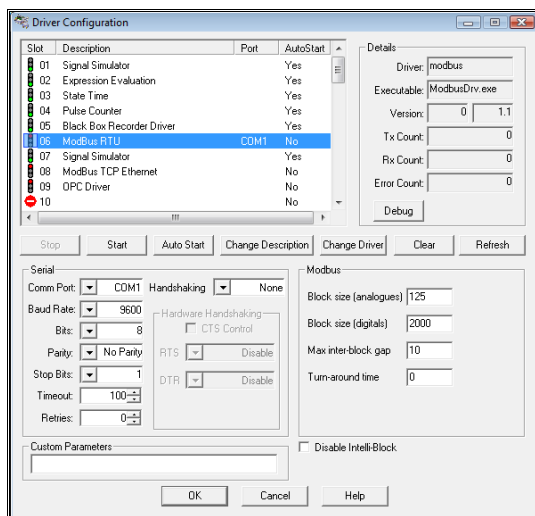 Driver Configuration
Slot Description Port AutoStart
01 Signal Simulator Yes
02 Expression Evaluation Yes
03 State Time Yes
04 Pulse Counter Yes
05 Black Box Recorder Driver Yes
06 ModBus RTU COM1 No
07 Signal Simulator Yes
08 ModBus TCP Ethernet No
09 OPC Driver No
10 No
Details
Driver: modbus
Executable: ModbusDrv.exe
Version: 0 1.1
Tx Count: 0
Rx Count: 0
Error Count: 0
Debug
Stop Start Auto Start Change Description Change Driver Clear Refresh
Serial
Comm Port: COM1 Handshaking None
Baud Rate: 9600
Bits: 8
Parity: No Parity
Stop Bits: 1
Timeout: 100
Retries: 0
Hardware Handshaking
CTS Control
RTS Disable
DTR Disable
Modbus
Block size (analogues) 125
Block size (digitals) 2000
Max inter-block gap 10
Turn-around time 0
Custom Parameters
Disable Intelli-Block
OK Cancel Help